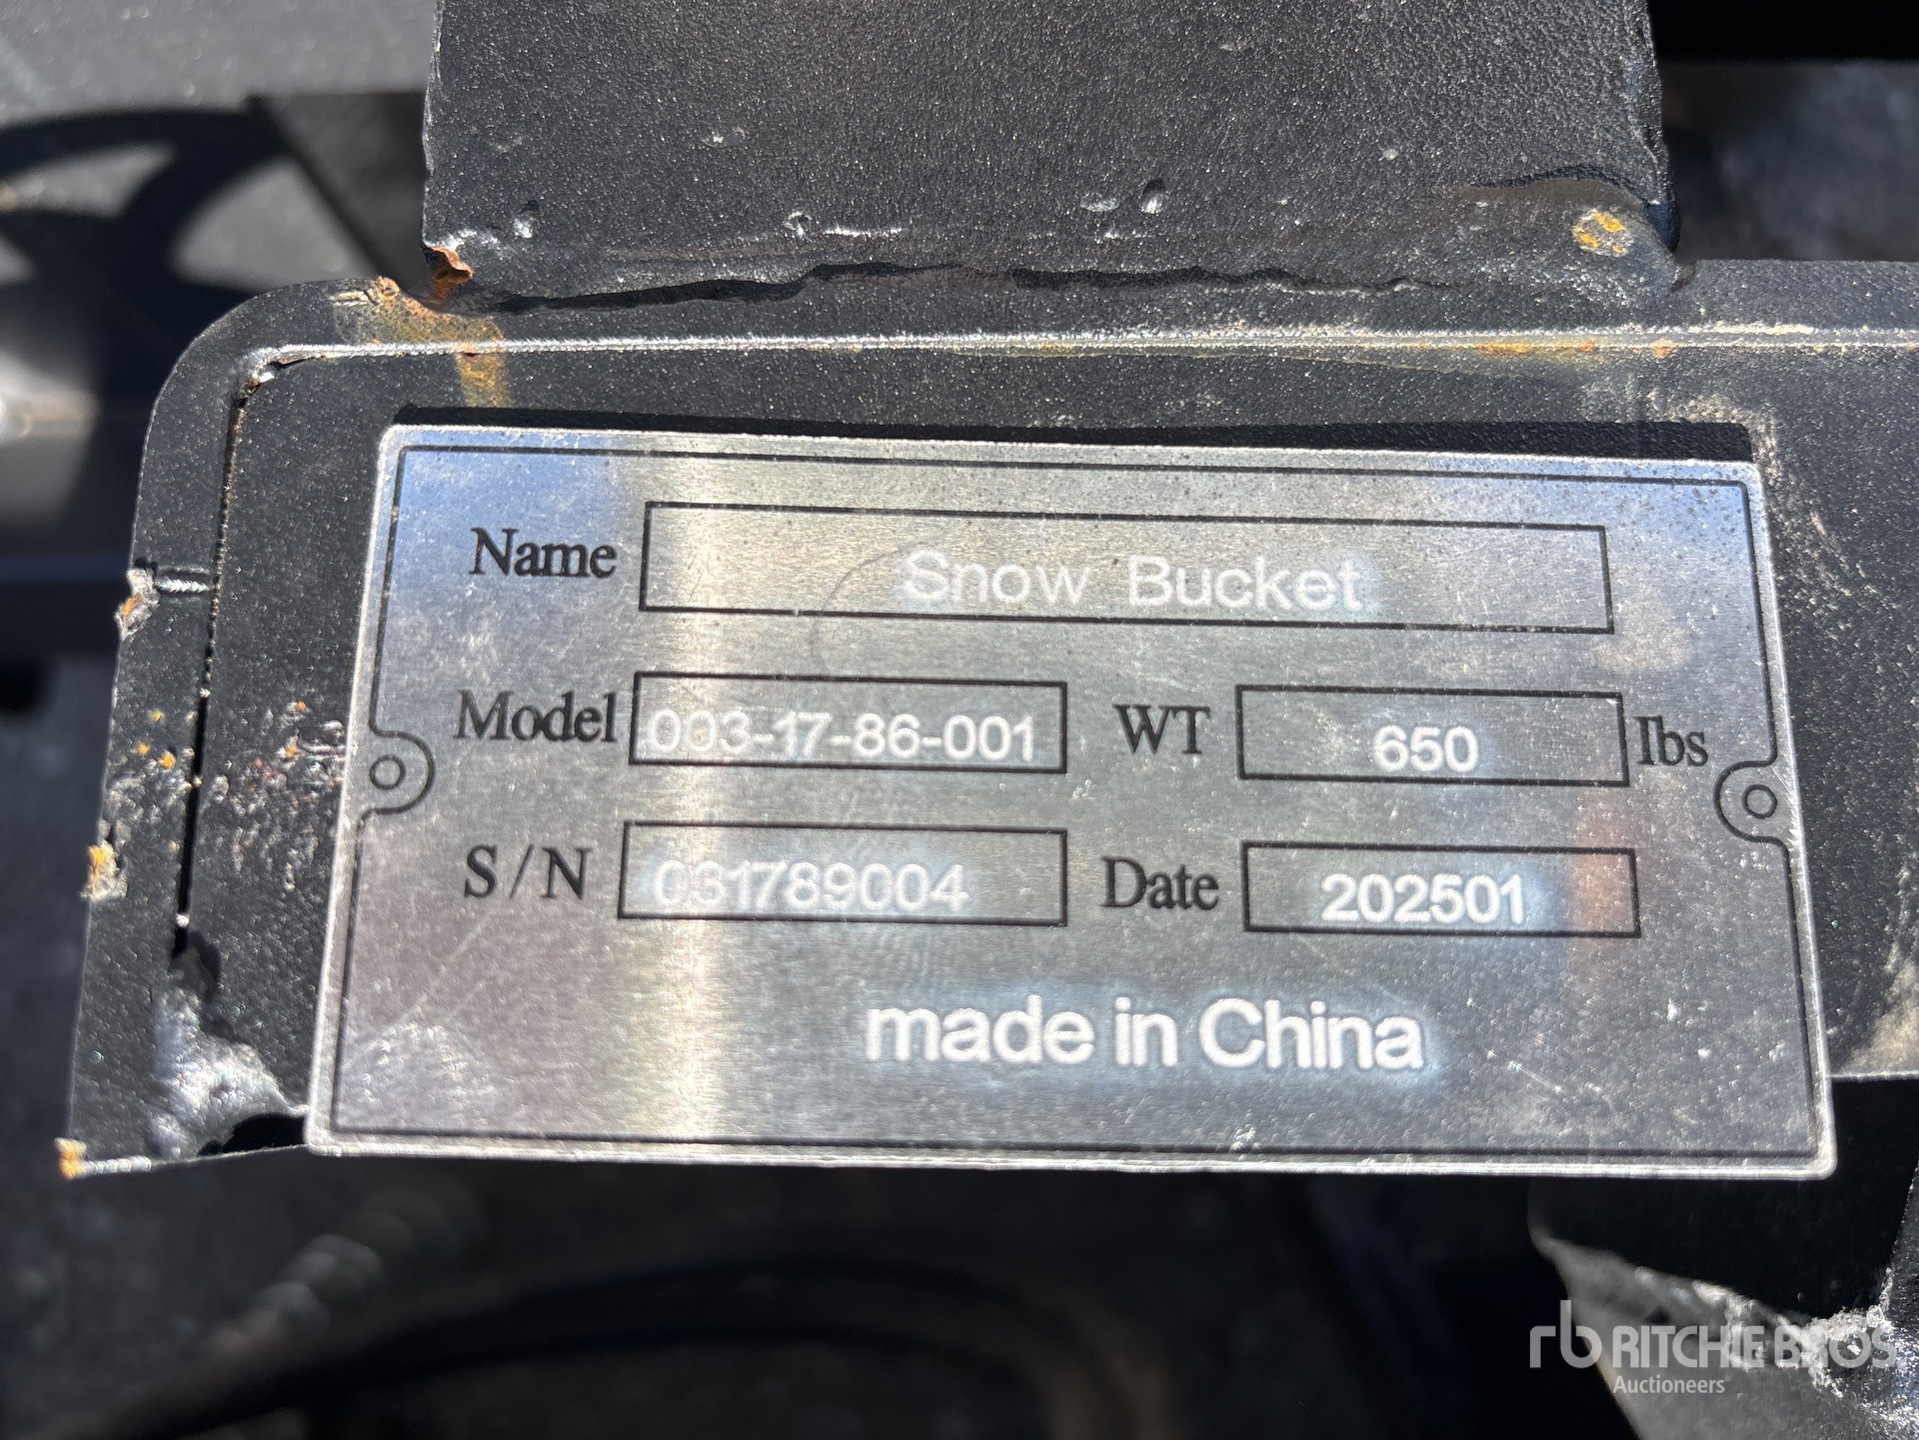 Name Snow Bucket
Model 003-17-86-001 WT 650 lbs
S/N 031789004 Date 202501
made in China
rb RITCHIE BROS
Auctioneers